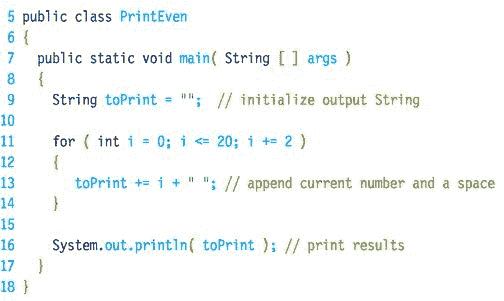 5 public class PrintEven
6 {
7 public static void main( String [ ] args )
8 {
9 String toPrint = ""; // initialize output String
10
11 for ( int i = 0; i <= 20; i += 2 )
12 {
13 toPrint += i + " "; // append current number and a space
14 }
15
16 System.out.println( toPrint ); // print results
17 }
18 }